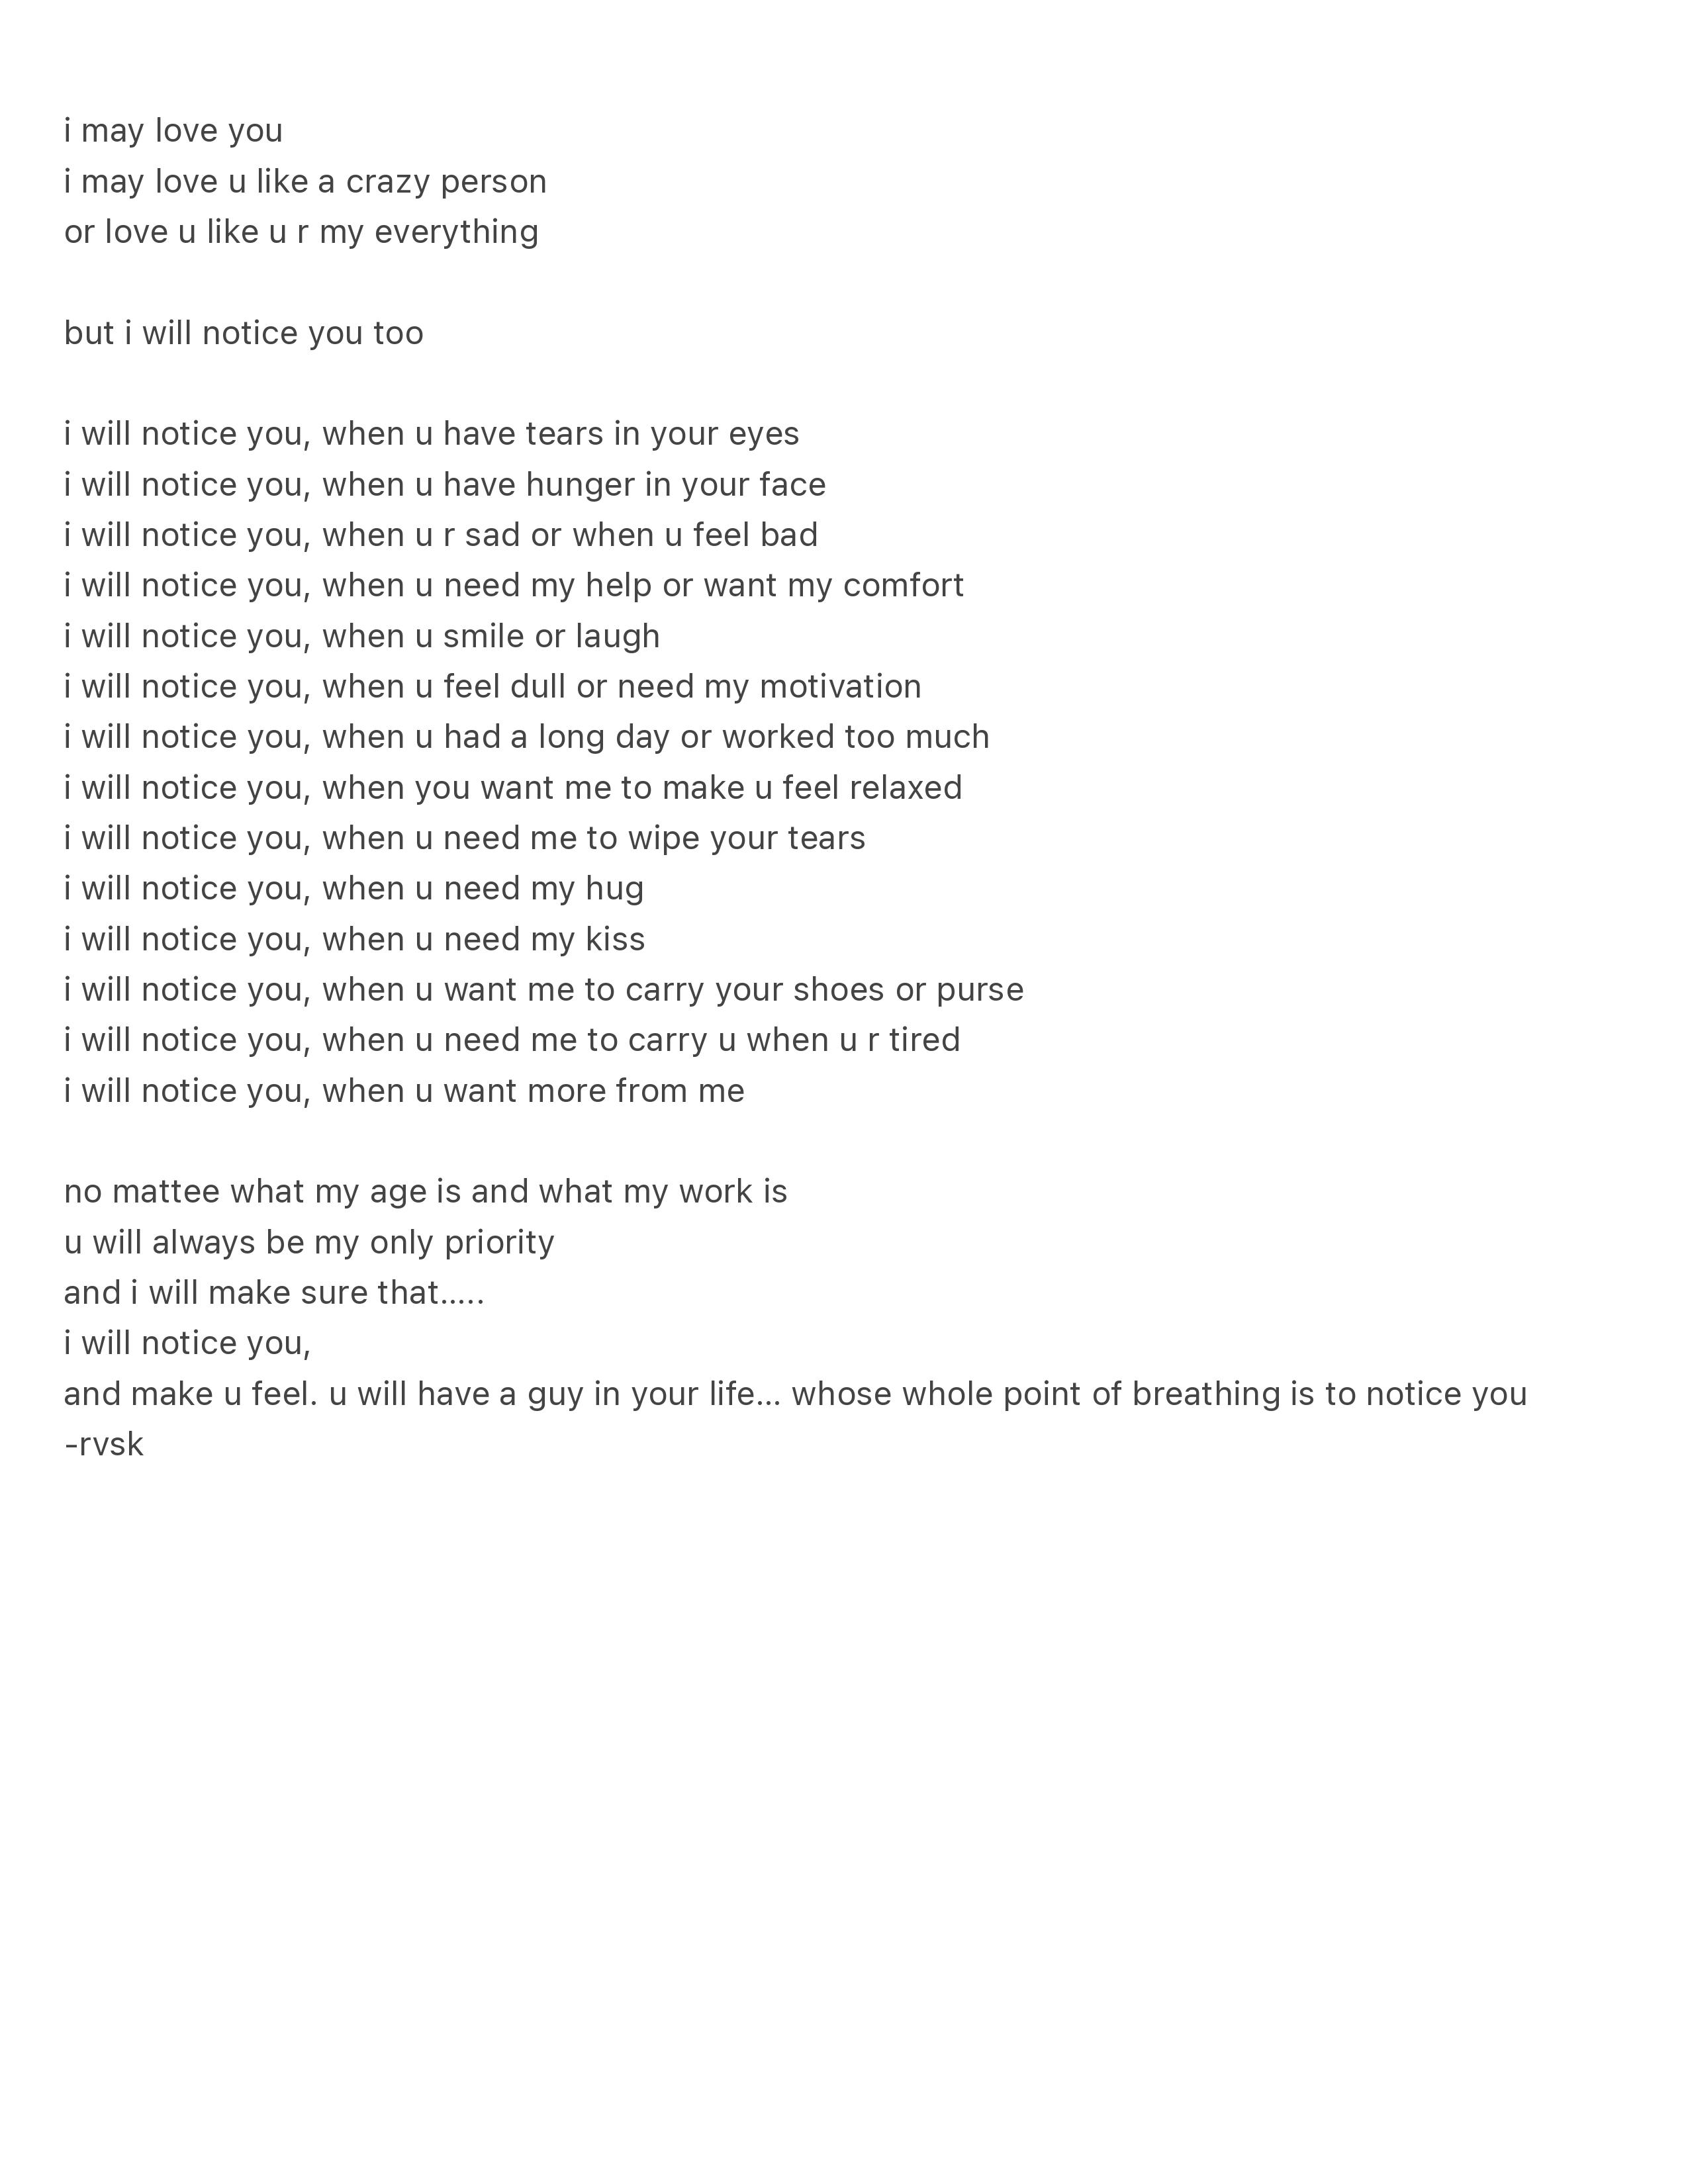 i may love you
i may love u like a crazy person
or love u like u r my everything
but i will notice you too
i will notice you, when u have tears in your eyes
i will notice you, when u have hunger in your face
i will notice you, when u r sad or when u feel bad
i will notice you, when u need my help or want my comfort
i will notice you, when u smile or laugh
i will notice you, when u feel dull or need my motivation
i will notice you, when u had a long day or worked too much
i will notice you, when you want me to make u feel relaxed
i will notice you, when u need me to wipe your tears
i will notice you, when u need my hug
i will notice you, when u need my kiss
i will notice you, when u want me to carry your shoes or purse
i will notice you, when u need me to carry u when u r tired
i will notice you, when u want more from me
no mattee what my age is and what my work is
u will always be my only priority
and i will make sure that.....
i will notice you,
and make u feel. u will have a guy in your life... whose whole point of breathing is to notice you
-rvsk